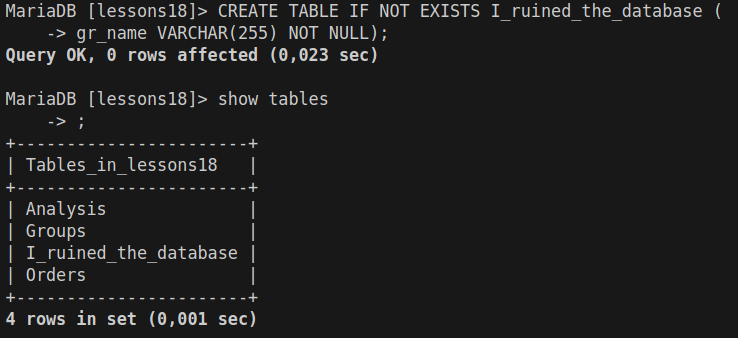 MariaDB [lessons18]> CREATE TABLE IF NOT EXISTS I_ruined_the_database (
    -> gr_name VARCHAR(255) NOT NULL);
Query OK, 0 rows affected (0,023 sec)

MariaDB [lessons18]> show tables
    -> ;
+-----------------------+
| Tables_in_lessons18   |
+-----------------------+
| Analysis              |
| Groups                |
| I_ruined_the_database |
| Orders                |
+-----------------------+
4 rows in set (0,001 sec)